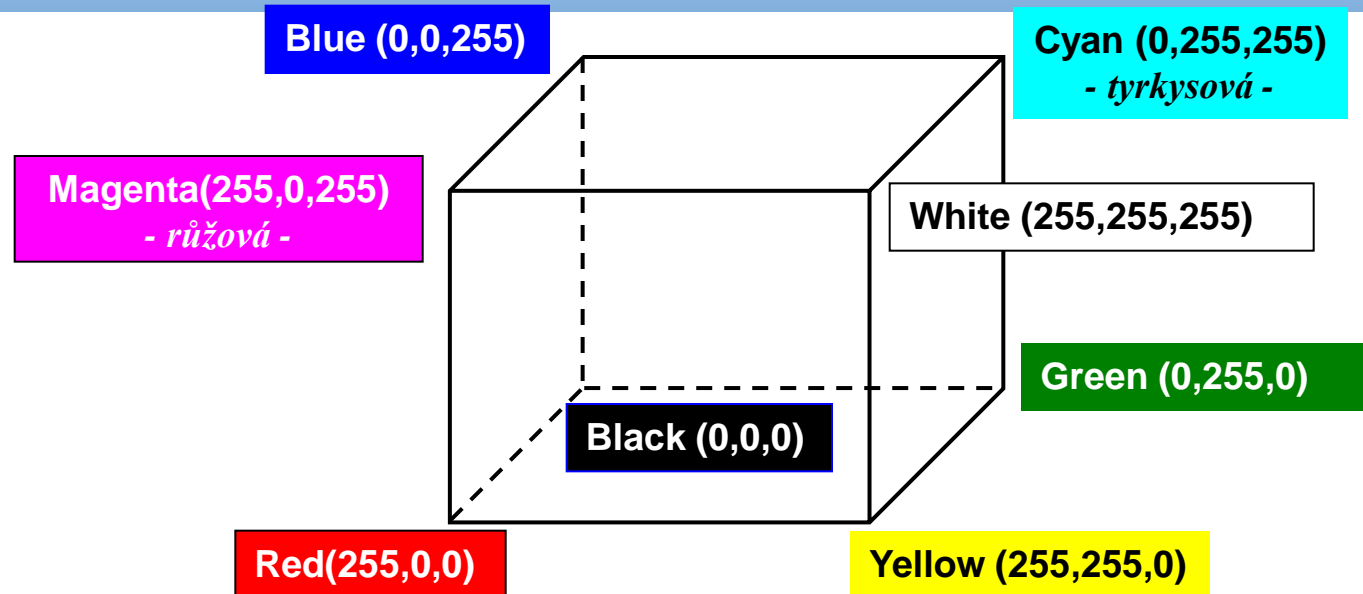 Blue (0,0,255)
Cyan (0,255,255)
- tyrkysová -
Magenta(255,0,255)
- růžová -
White (255,255,255)
Green (0,255,0)
Black (0,0,0)
Red(255,0,0)
Yellow (255,255,0)